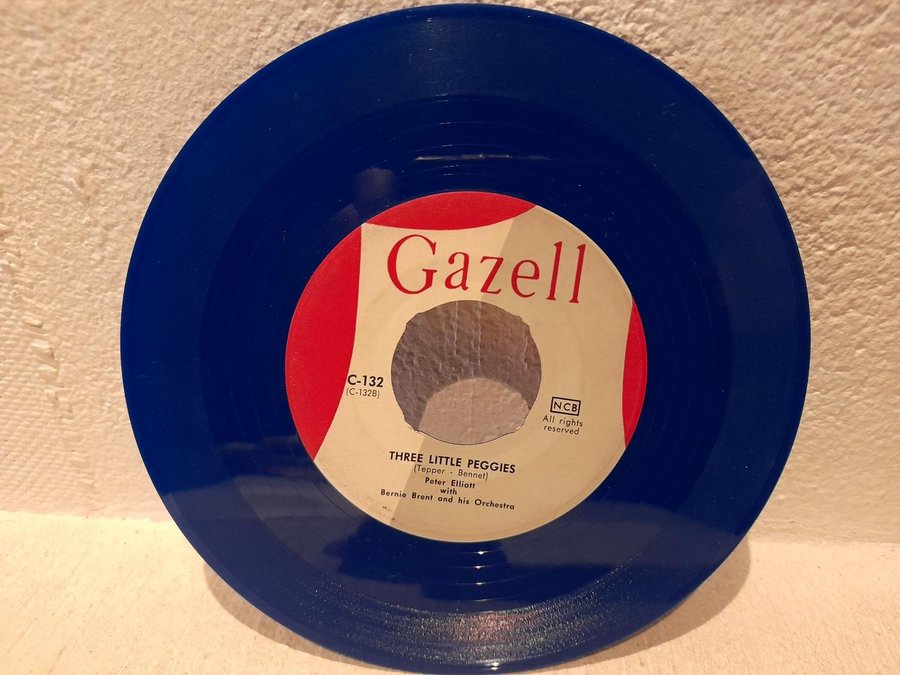 Gazell
C-132
(C-132B)
NCB
All rights
reserved
THREE LITTLE PEGGIES
(Tepper - Bennet)
Peter Elliott
with
Bernie Brent and his Orchestra